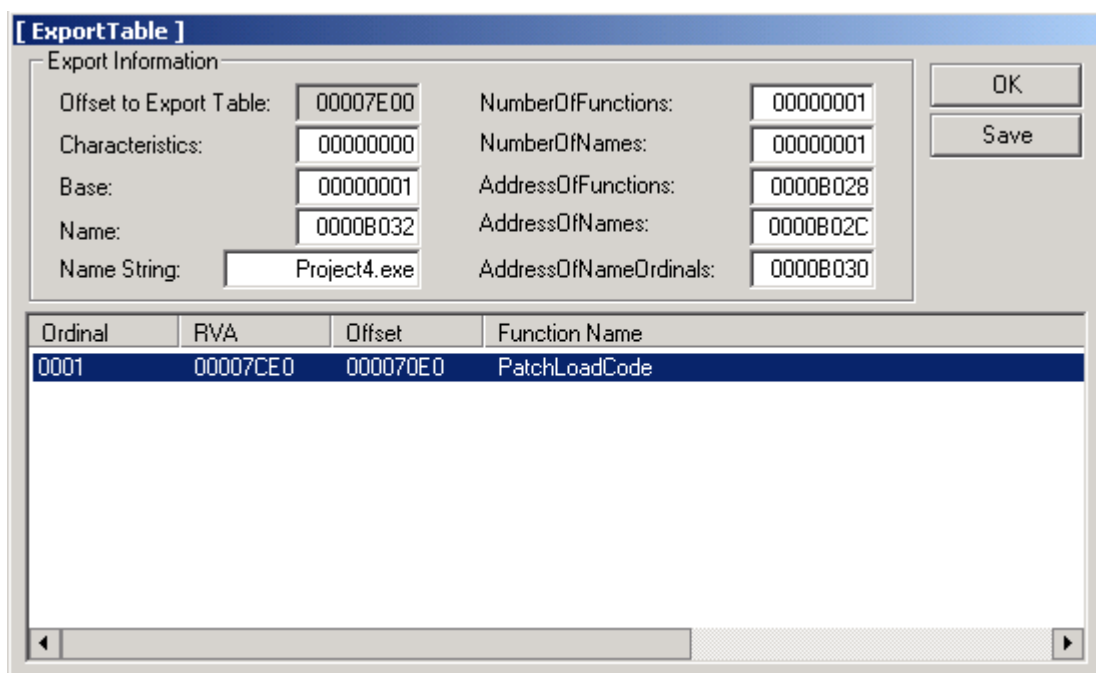 [ ExportTable ]
Export Information
Offset to Export Table: 00007E00
Characteristics: 00000000
Base: 00000001
Name: 0000B032
Name String: Project4.exe
NumberOfFunctions: 00000001
NumberOfNames: 00000001
AddressOfFunctions: 0000B028
AddressOfNames: 0000B02C
AddressOfNameOrdinals: 0000B030
OK
Save
Ordinal RVA Offset Function Name
0001 00007CE0 000070E0 PatchLoadCode